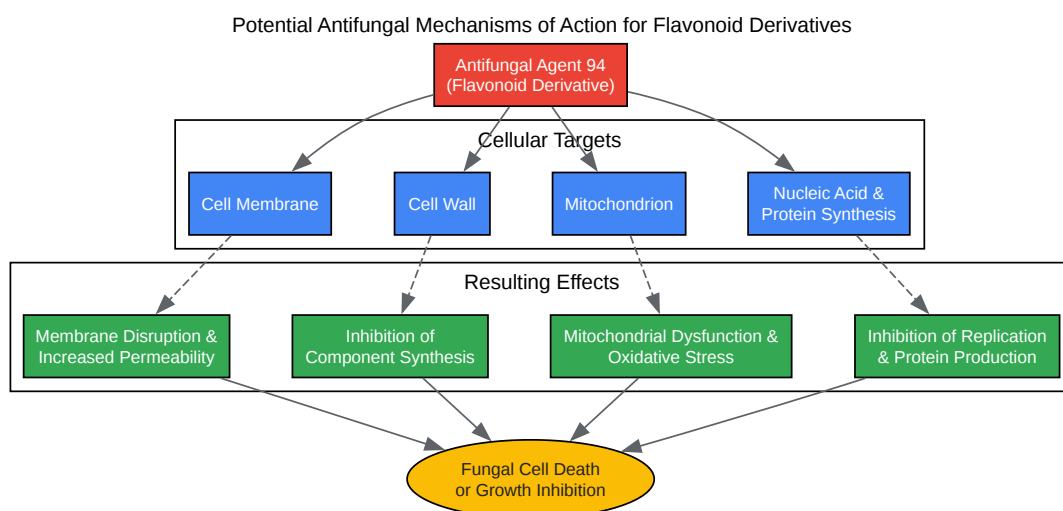 Potential Antifungal Mechanisms of Action for Flavonoid Derivatives
Antifungal Agent 94
(Flavonoid Derivative)
Cellular Targets
Cell Membrane
Cell Wall
Mitochondrion
Nucleic Acid &
Protein Synthesis
Resulting Effects
Membrane Disruption &
Increased Permeability
Inhibition of
Component Synthesis
Mitochondrial Dysfunction &
Oxidative Stress
Inhibition of Replication
& Protein Production
Fungal Cell Death
or Growth Inhibition